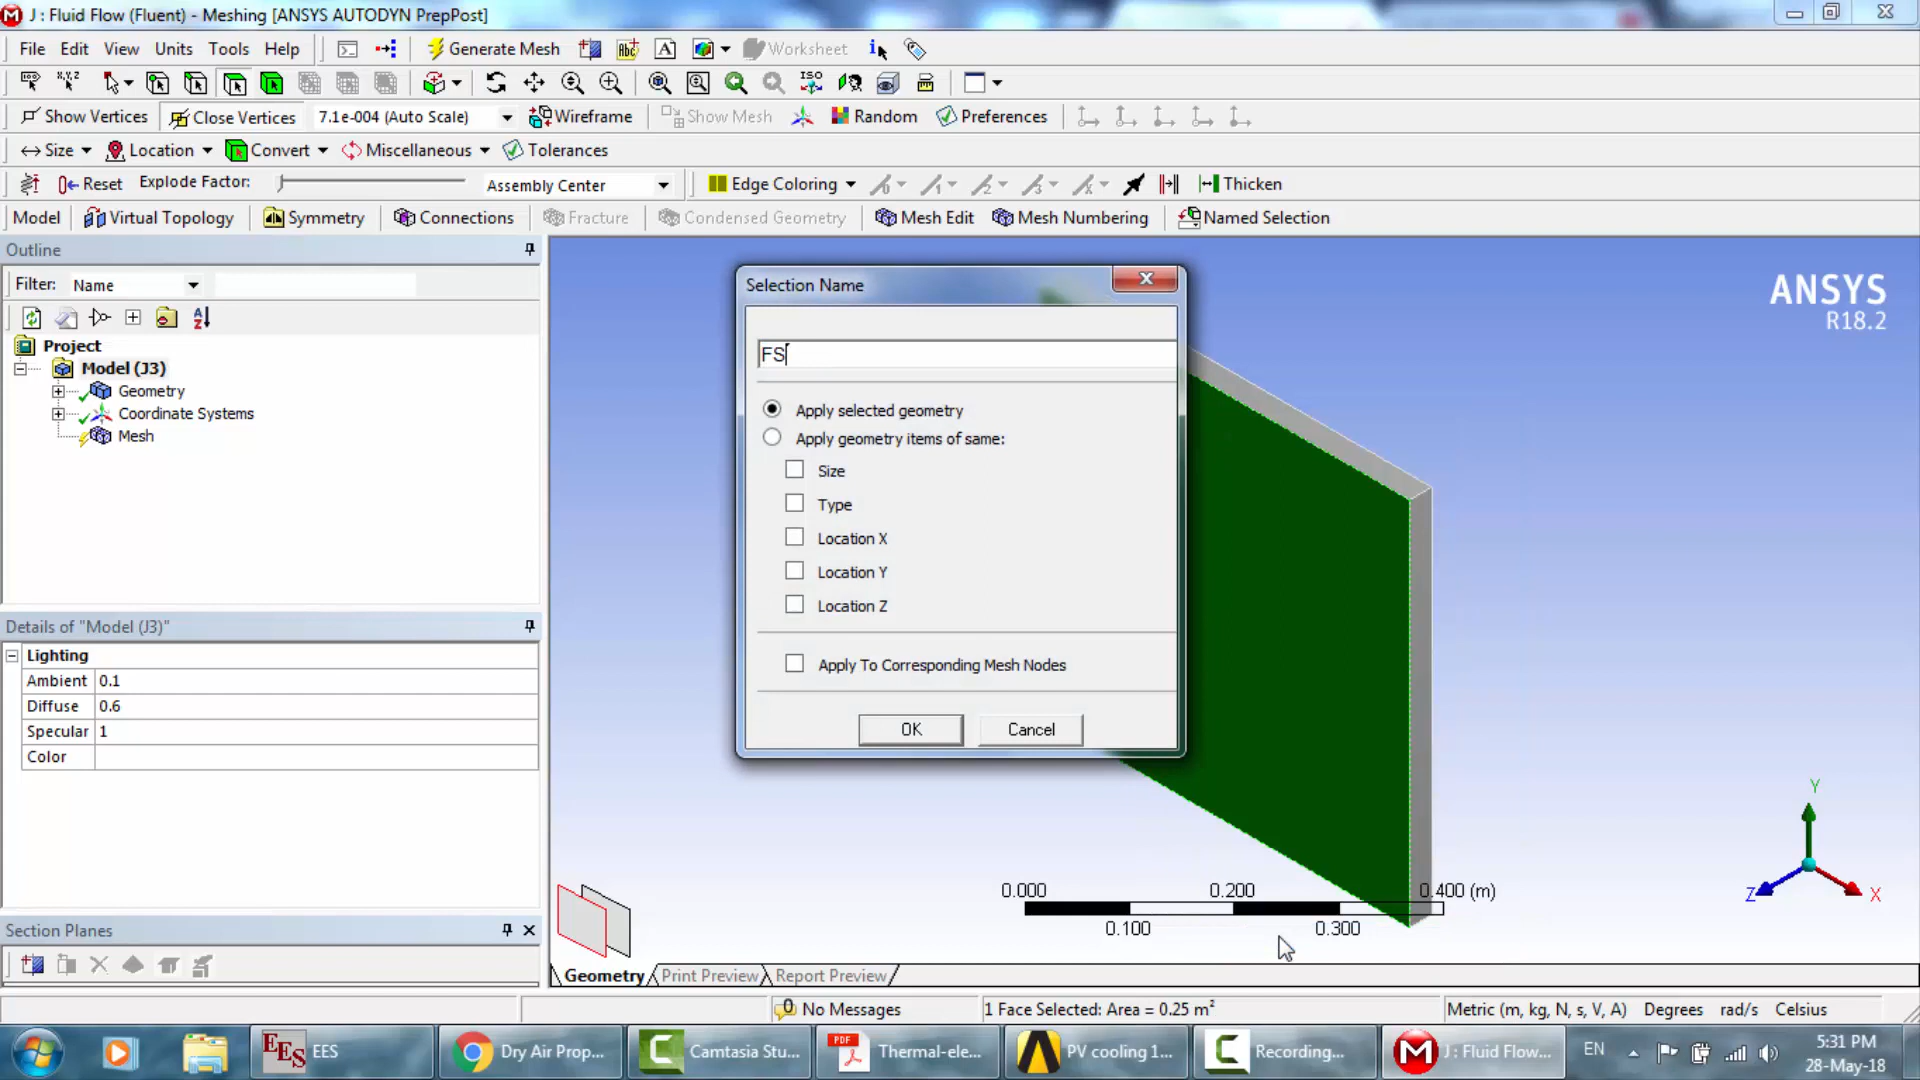 J : Fluid Flow (Fluent) - Meshing [ANSYS AUTODYN PrepPost]
File Edit View Units Tools Help Generate Mesh Worksheet
ISO
Show Vertices Close Vertices 7.1e-004 (Auto Scale) Wireframe Show Mesh Random Preferences
Size Location Convert Miscellaneous Tolerances
Reset Explode Factor: Assembly Center Edge Coloring Thicken
Model Virtual Topology Symmetry Connections Fracture Condensed Geometry Mesh Edit Mesh Numbering Named Selection
Outline
Filter: Name
Project
Model (J3)
Geometry
Coordinate Systems
Mesh
Details of "Model (J3)"
Lighting
Ambient 0.1
Diffuse 0.6
Specular 1
Color
Section Planes
Selection Name
FS
Apply selected geometry
Apply geometry items of same:
Size
Type
Location X
Location Y
Location Z
Apply To Corresponding Mesh Nodes
OK Cancel
ANSYS
R18.2
0.000 0.200 0.400 (m)
0.100 0.300
Y
Z X
Geometry Print Preview Report Preview
No Messages 1 Face Selected: Area = 0.25 m² Metric (m, kg, N, s, V, A) Degrees rad/s Celsius
EES EES Dry Air Prop... Camtasia Stu... PDF Thermal-ele... PV cooling 1... Recording... J : Fluid Flow... EN 5:31 PM
28-May-18